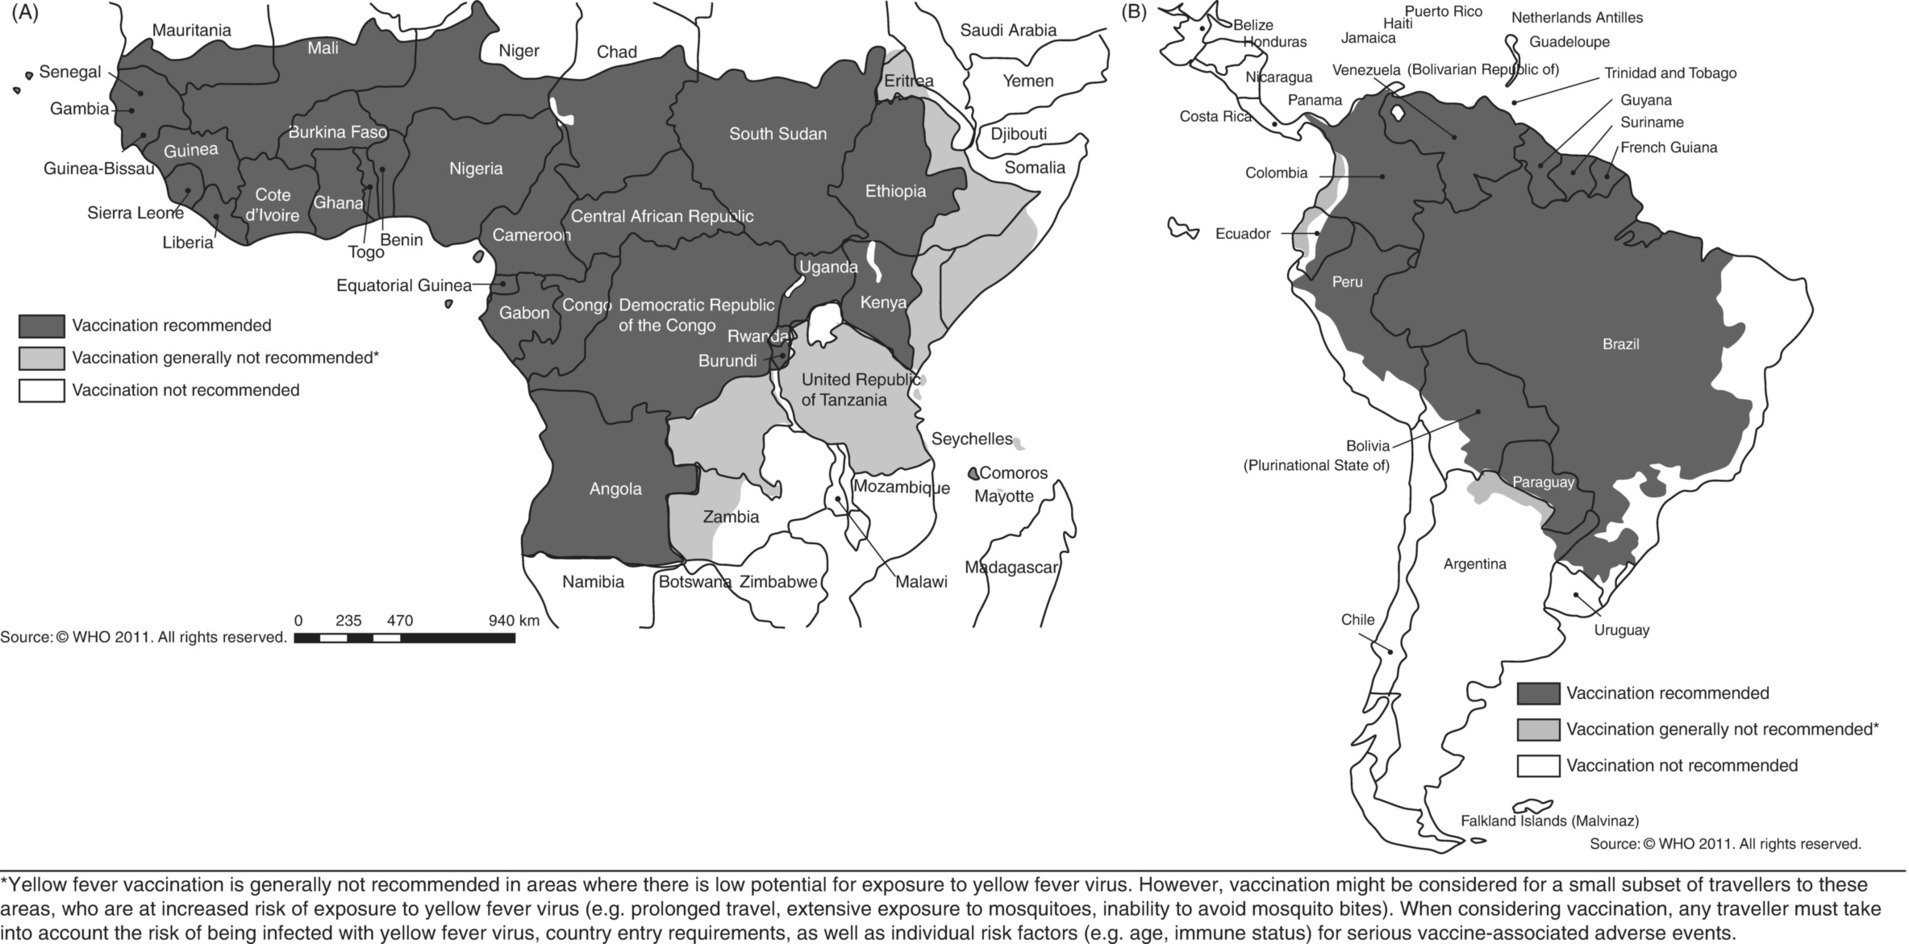 (A)
Mauritania
Mali
Niger
Chad
Saudi Arabia
Eritrea
Yemen
Senegal
Gambia
Burkina Faso
South Sudan
Djibouti
Guinea
Guinea-Bissau
Nigeria
Somalia
Cote
d'Ivoire
Ghana
Ethiopia
Sierra Leone
Central African Republic
Liberia
Togo
Benin
Cameroon
Uganda
Equatorial Guinea
Gabon
Congo
Democratic Republic
of the Congo
Kenya
Rwanda
Burundi
Vaccination recommended
Vaccination generally not recommended*
Vaccination not recommended
United Republic
of Tanzania
Seychelles
Comoros
Mayotte
Angola
Mozambique
Zambia
Madagascar
Namibia
Botswana
Zimbabwe
Malawi
0 235 470 940 km
Source: © WHO 2011. All rights reserved.
(B)
Belize
Haiti
Puerto Rico
Netherlands Antilles
Honduras
Jamaica
Guadeloupe
Nicaragua
Venezuela (Bolivarian Republic of)
Trinidad and Tobago
Panama
Guyana
Costa Rica
Suriname
French Guiana
Colombia
Ecuador
Peru
Brazil
Bolivia
(Plurinational State of)
Paraguay
Argentina
Chile
Uruguay
Vaccination recommended
Vaccination generally not recommended*
Vaccination not recommended
Falkland Islands (Malvinaz)
Source: © WHO 2011. All rights reserved.
*Yellow fever vaccination is generally not recommended in areas where there is low potential for exposure to yellow fever virus. However, vaccination might be considered for a small subset of travellers to these
areas, who are at increased risk of exposure to yellow fever virus (e.g. prolonged travel, extensive exposure to mosquitoes, inability to avoid mosquito bites). When considering vaccination, any traveller must take
into account the risk of being infected with yellow fever virus, country entry requirements, as well as individual risk factors (e.g. age, immune status) for serious vaccine-associated adverse events.